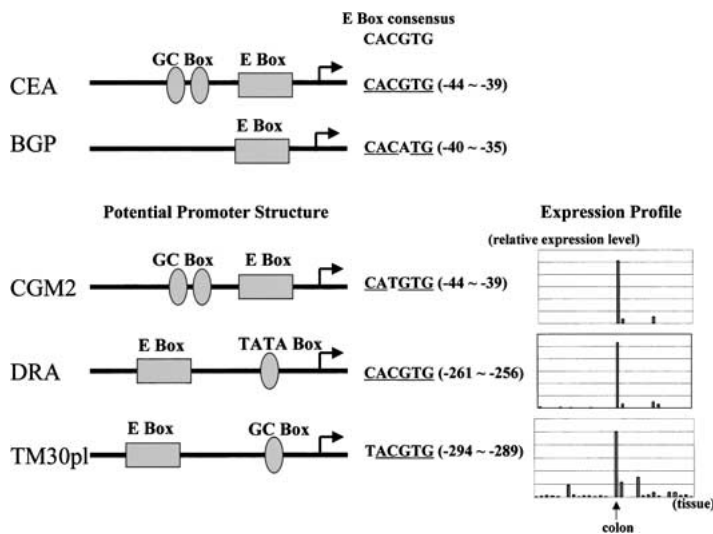 E Box consensus
CACGTG
GC Box E Box
CEA
CACGTG (-44 ~ -39)
E Box
BGP
CACATG (-40 ~ -35)
Potential Promoter Structure
Expression Profile
(relative expression level)
GC Box E Box
CGM2
CATGTG (-44 ~ -39)
E Box TATA Box
DRA
CACGTG (-261 ~ -256)
E Box GC Box
TM30pl
TACGTG (-294 ~ -289)
(tissue)
colon